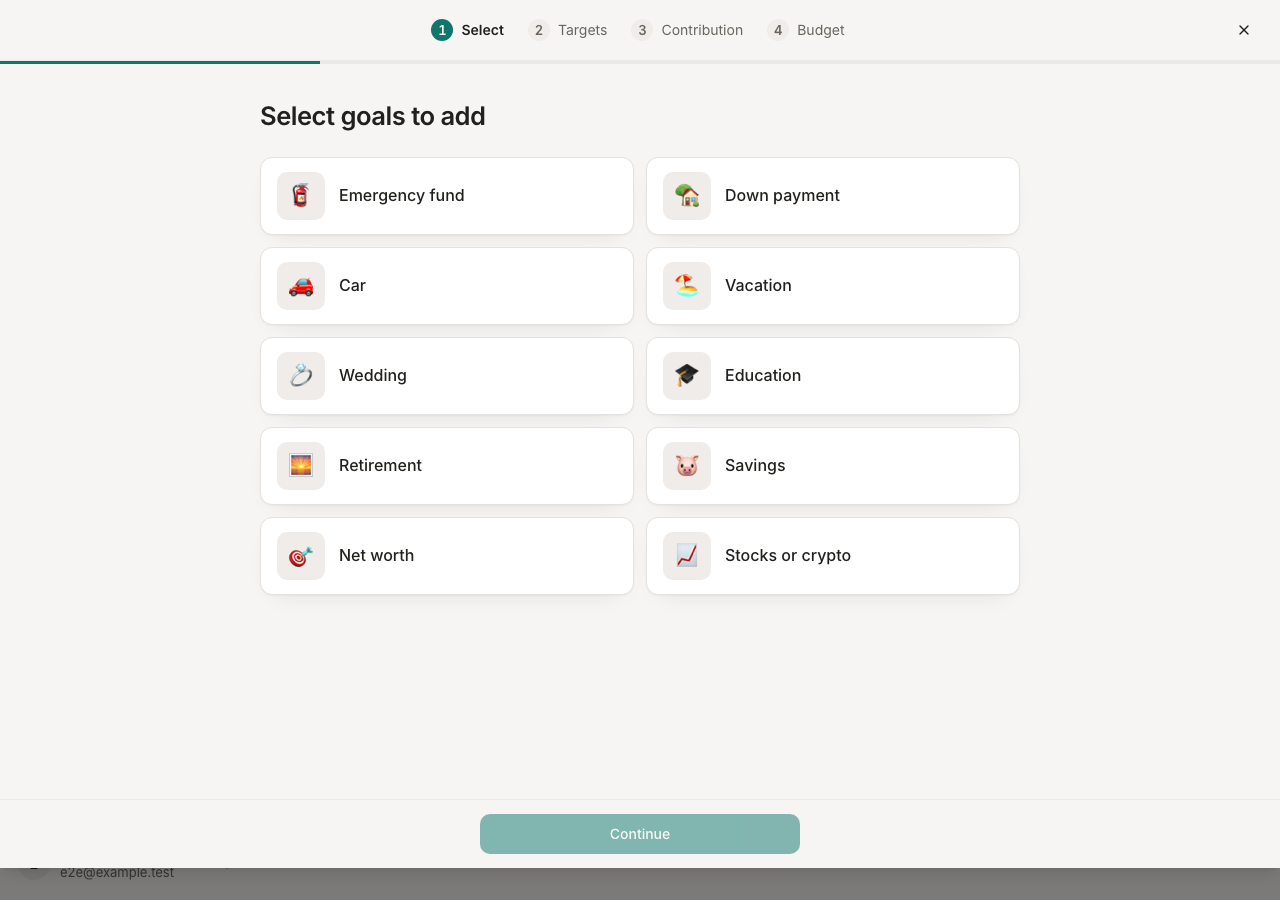 1 Select 2 Targets 3 Contribution 4 Budget
Select goals to add
Emergency fund
Down payment
Car
Vacation
Wedding
Education
Retirement
Savings
Net worth
Stocks or crypto
Continue
e2e@example.test